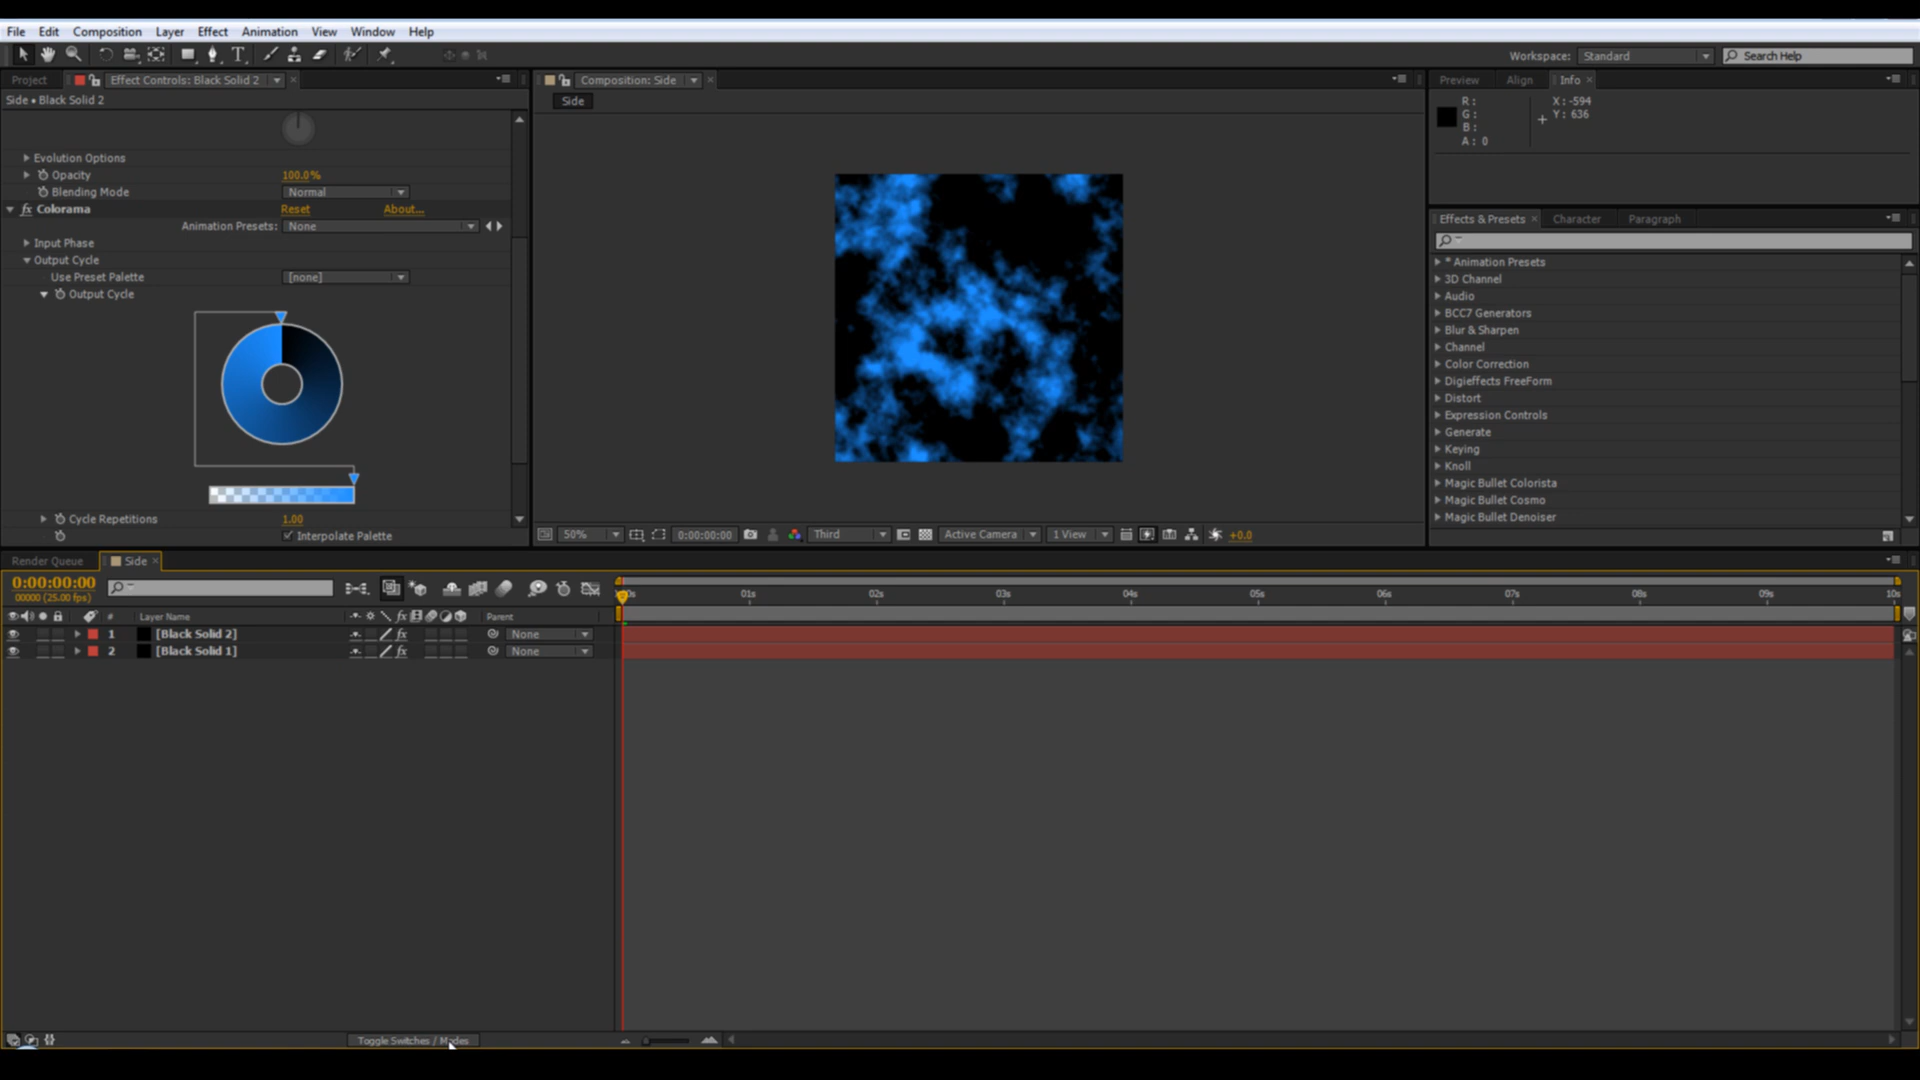 File Edit Composition Layer Effect Animation View Window Help
Workspace: Standard Search Help
Project Effect Controls: Black Solid 2
Side • Black Solid 2
Evolution Options
Opacity 100.0%
Blending Mode Normal
fx Colorama Reset About...
Animation Presets: None
Input Phase
Output Cycle
Use Preset Palette [none]
Output Cycle
Cycle Repetitions 1.00
Interpolate Palette
Composition: Side
Side
50% 0:00:00:00 Third Active Camera 1 View +0.0
Preview Align Info
R: X: -594
G: Y: 636
B:
A: 0
Effects & Presets Character Paragraph
* Animation Presets
3D Channel
Audio
BCC7 Generators
Blur & Sharpen
Channel
Color Correction
Digieffects FreeForm
Distort
Expression Controls
Generate
Keying
Knoll
Magic Bullet Colorista
Magic Bullet Cosmo
Magic Bullet Denoiser
Render Queue Side
0:00:00:00
00000 (25.00 fps)
01s 02s 03s 04s 05s 06s 07s 08s 09s 10s
# Layer Name fx Parent
1 [Black Solid 2] fx None
2 [Black Solid 1] fx None
Toggle Switches / Modes